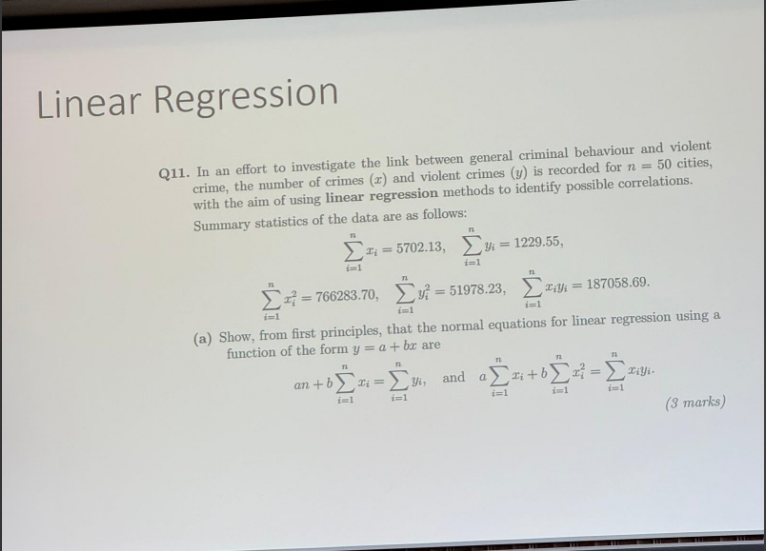 Linear Regression
Q11. In an effort to investigate the link between general criminal behaviour and violent
crime, the number of crimes (x) and violent crimes (y) is recorded for n = 50 cities,
with the aim of using linear regression methods to identify possible correlations.
Summary statistics of the data are as follows:
\sum_{i=1}^{n} x_i = 5702.13, \sum_{i=1}^{n} y_i = 1229.55,
\sum_{i=1}^{n} x_i^2 = 766283.70, \sum_{i=1}^{n} y_i^2 = 51978.23, \sum_{i=1}^{n} x_i y_i = 187058.69.
(a) Show, from first principles, that the normal equations for linear regression using a
function of the form y = a + bx are
an + b \sum_{i=1}^{n} x_i = \sum_{i=1}^{n} y_i, and a \sum_{i=1}^{n} x_i + b \sum_{i=1}^{n} x_i^2 = \sum_{i=1}^{n} x_i y_i.
(3 marks)